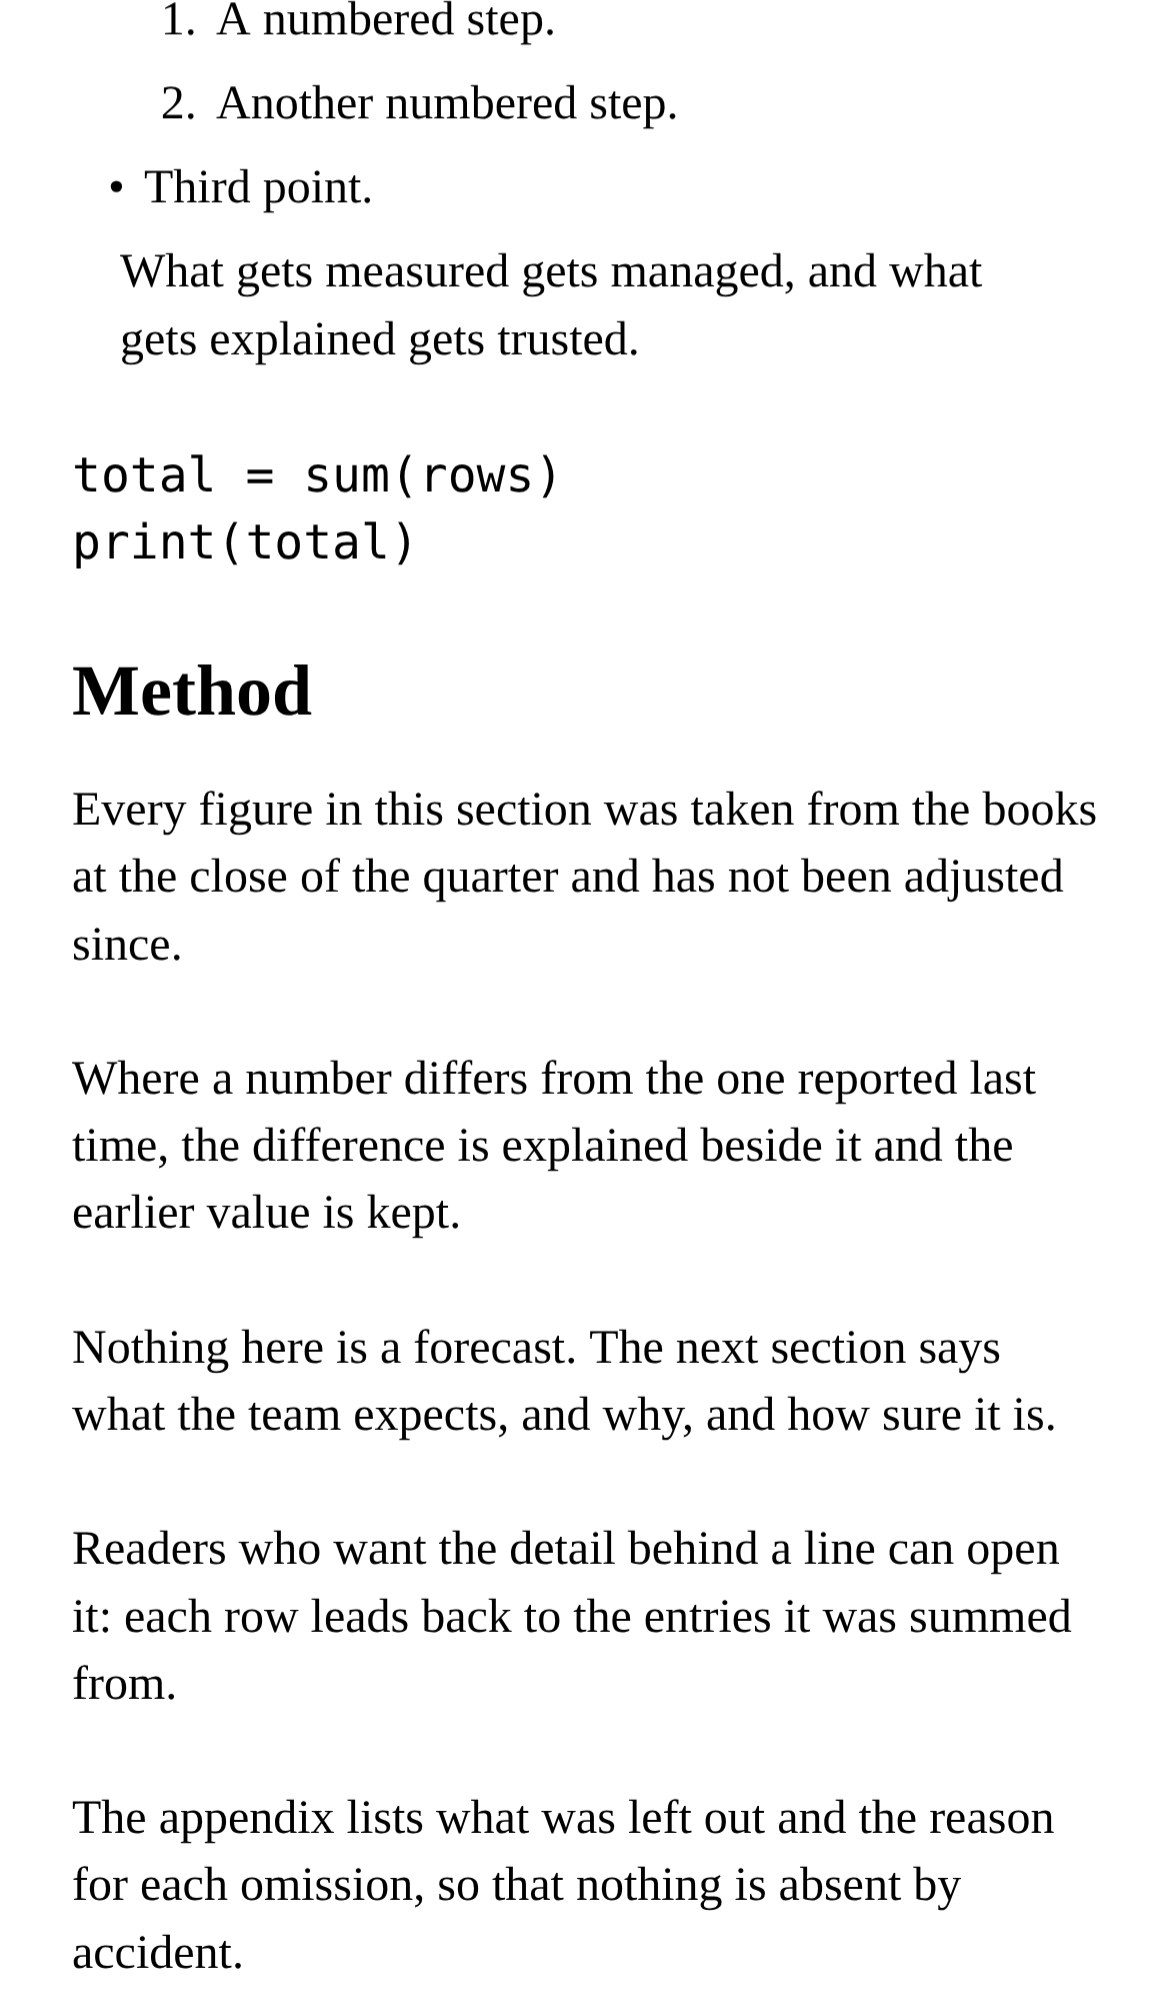 1. A numbered step.
2. Another numbered step.
• Third point.
What gets measured gets managed, and what
gets explained gets trusted.
total = sum(rows)
print(total)
Method
Every figure in this section was taken from the books
at the close of the quarter and has not been adjusted
since.
Where a number differs from the one reported last
time, the difference is explained beside it and the
earlier value is kept.
Nothing here is a forecast. The next section says
what the team expects, and why, and how sure it is.
Readers who want the detail behind a line can open
it: each row leads back to the entries it was summed
from.
The appendix lists what was left out and the reason
for each omission, so that nothing is absent by
accident.